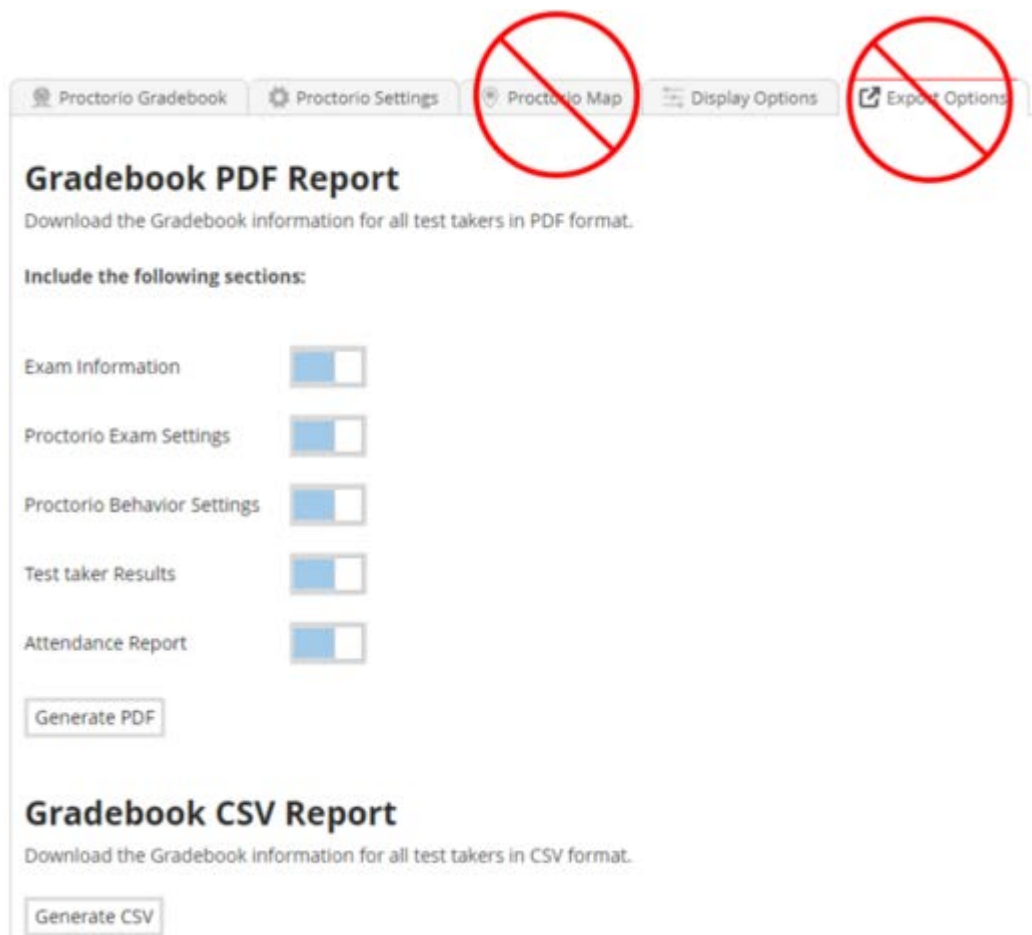 Proctorio Gradebook Proctorio Settings Proctorio Map Display Options Export Options
Gradebook PDF Report
Download the Gradebook information for all test takers in PDF format.
Include the following sections:
Exam Information
Proctorio Exam Settings
Proctorio Behavior Settings
Test taker Results
Attendance Report
Generate PDF
Gradebook CSV Report
Download the Gradebook information for all test takers in CSV format.
Generate CSV